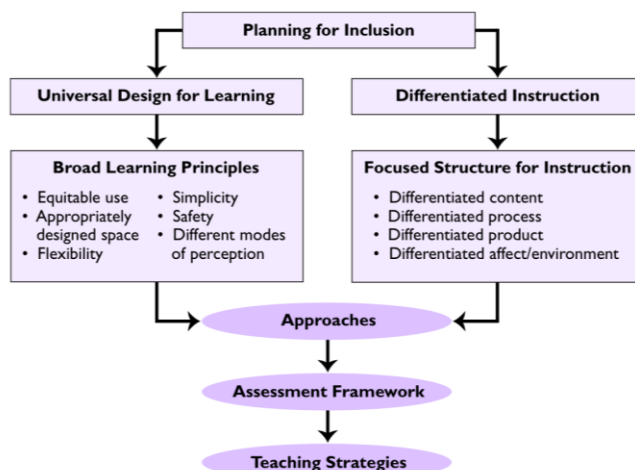 Planning for Inclusion
Universal Design for Learning
Differentiated Instruction
Broad Learning Principles
• Equitable use
• Appropriately
designed space
• Flexibility
• Simplicity
• Safety
• Different modes
of perception
Focused Structure for Instruction
• Differentiated content
• Differentiated process
• Differentiated product
• Differentiated affect/environment
Approaches
Assessment Framework
Teaching Strategies